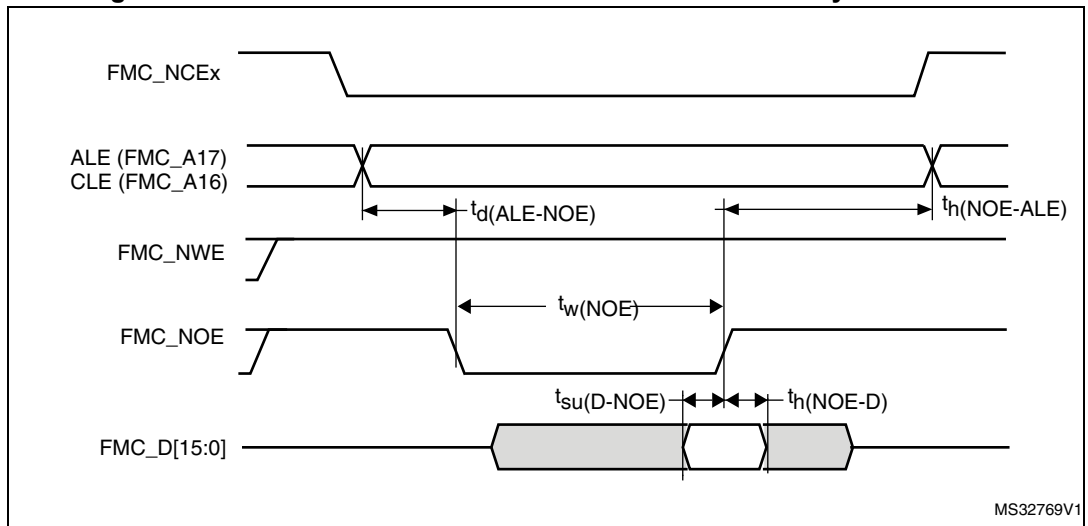 FMC_NCEx
ALE (FMC_A17)
CLE (FMC_A16)
td(ALE-NOE)
th(NOE-ALE)
FMC_NWE
tw(NOE)
FMC_NOE
tsu(D-NOE)
th(NOE-D)
FMC_D[15:0]
MS32769V1